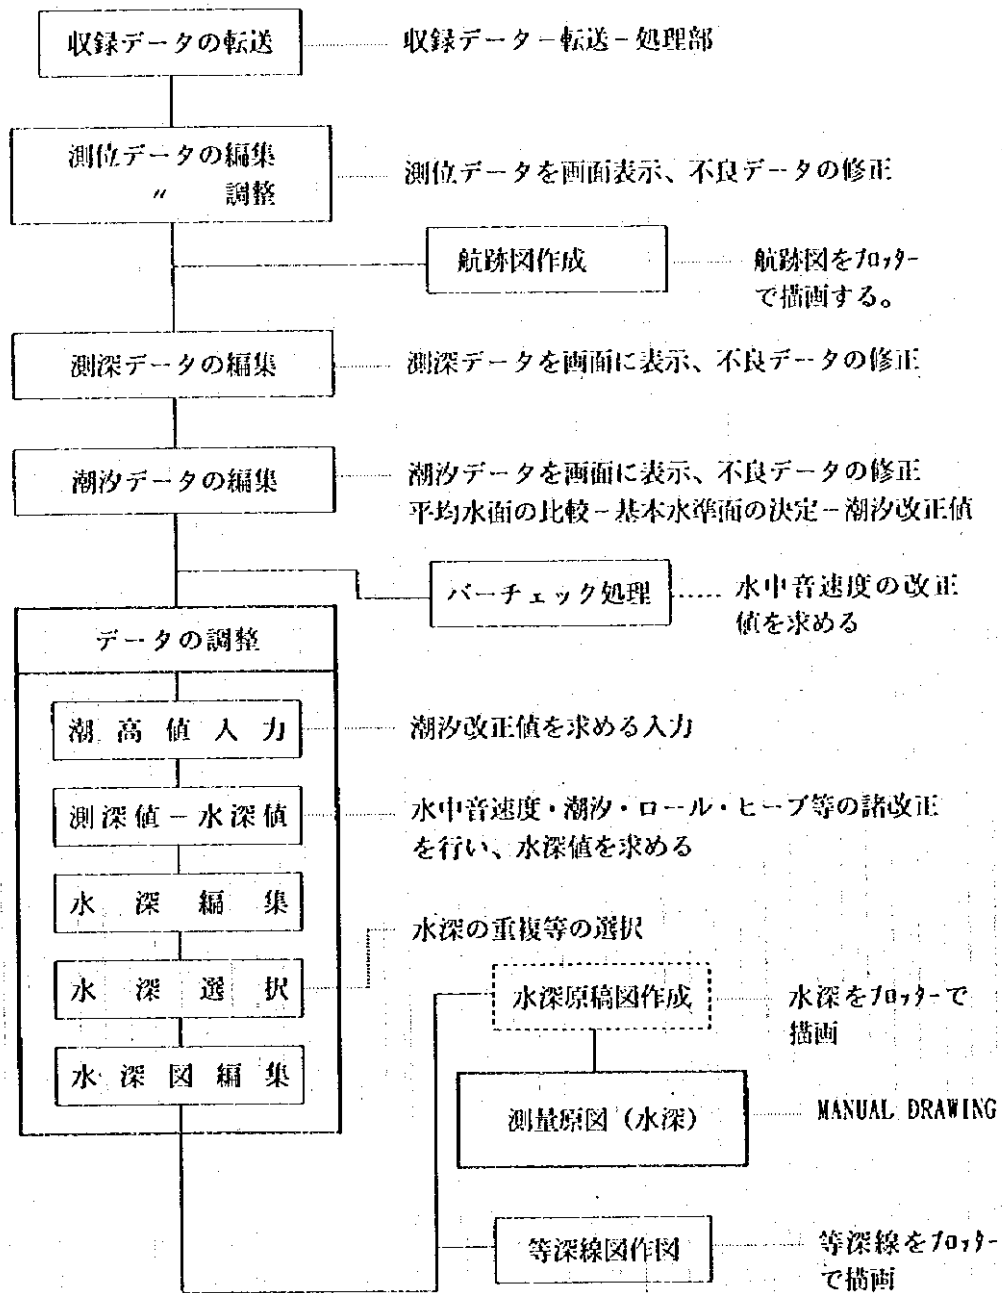 収録データの転送
収録データ－転送－処理部
測位データの編集
〃 調整
測位データを画面表示、不良データの修正
航跡図作成
航跡図をプロッター
で描画する。
測深データの編集
測深データを画面に表示、不良データの修正
潮汐データの編集
潮汐データを画面に表示、不良データの修正
平均水面の比較－基本水準面の決定－潮汐改正値
バーチェック処理
水中音速度の改正
値を求める
データの調整
潮高値入力
潮汐改正値を求める入力
測深値－水深値
水中音速度・潮汐・ロール・ヒーブ等の諸改正
を行い、水深値を求める
水深編集
水深選択
水深の重複等の選択
水深図編集
水深原稿図作成
水深をプロッターで
描画
測量原図（水深）
MANUAL DRAWING
等深線図作図
等深線をプロッター
で描画